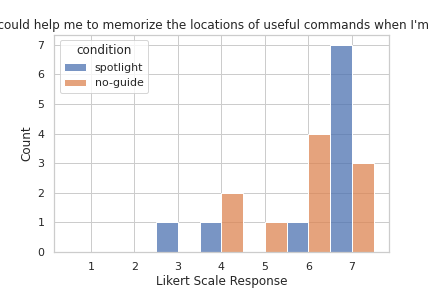 could help me to memorize the locations of useful commands when I'm
condition
spotlight
no-guide
7
6
5
4
3
2
1
0
Count
1 2 3 4 5 6 7
Likert Scale Response